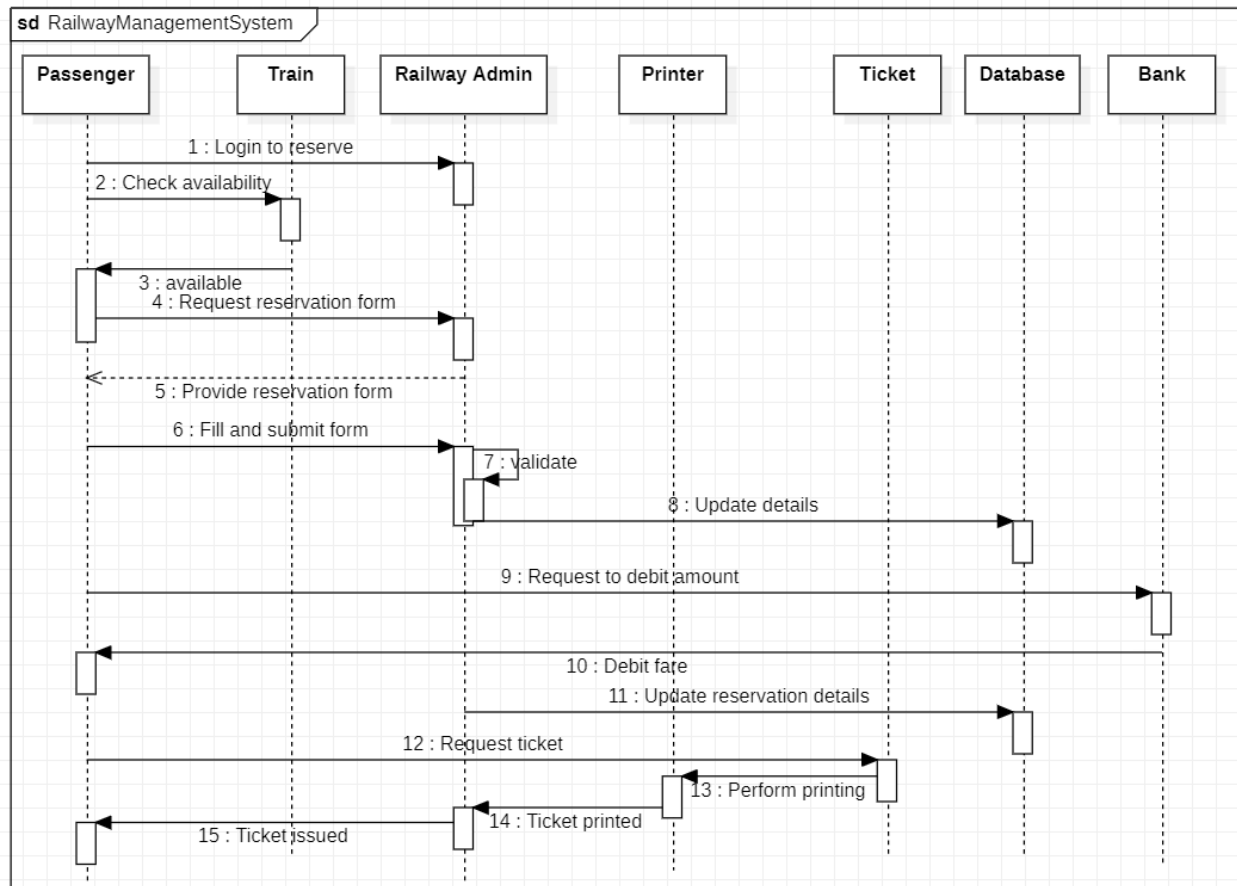 sd RailwayManagementSystem
Passenger
Train
Railway Admin
Printer
Ticket
Database
Bank
1 : Login to reserve
2 : Check availability
3 : available
4 : Request reservation form
5 : Provide reservation form
6 : Fill and submit form
7 : validate
8 : Update details
9 : Request to debit amount
10 : Debit fare
11 : Update reservation details
12 : Request ticket
13 : Perform printing
14 : Ticket printed
15 : Ticket issued